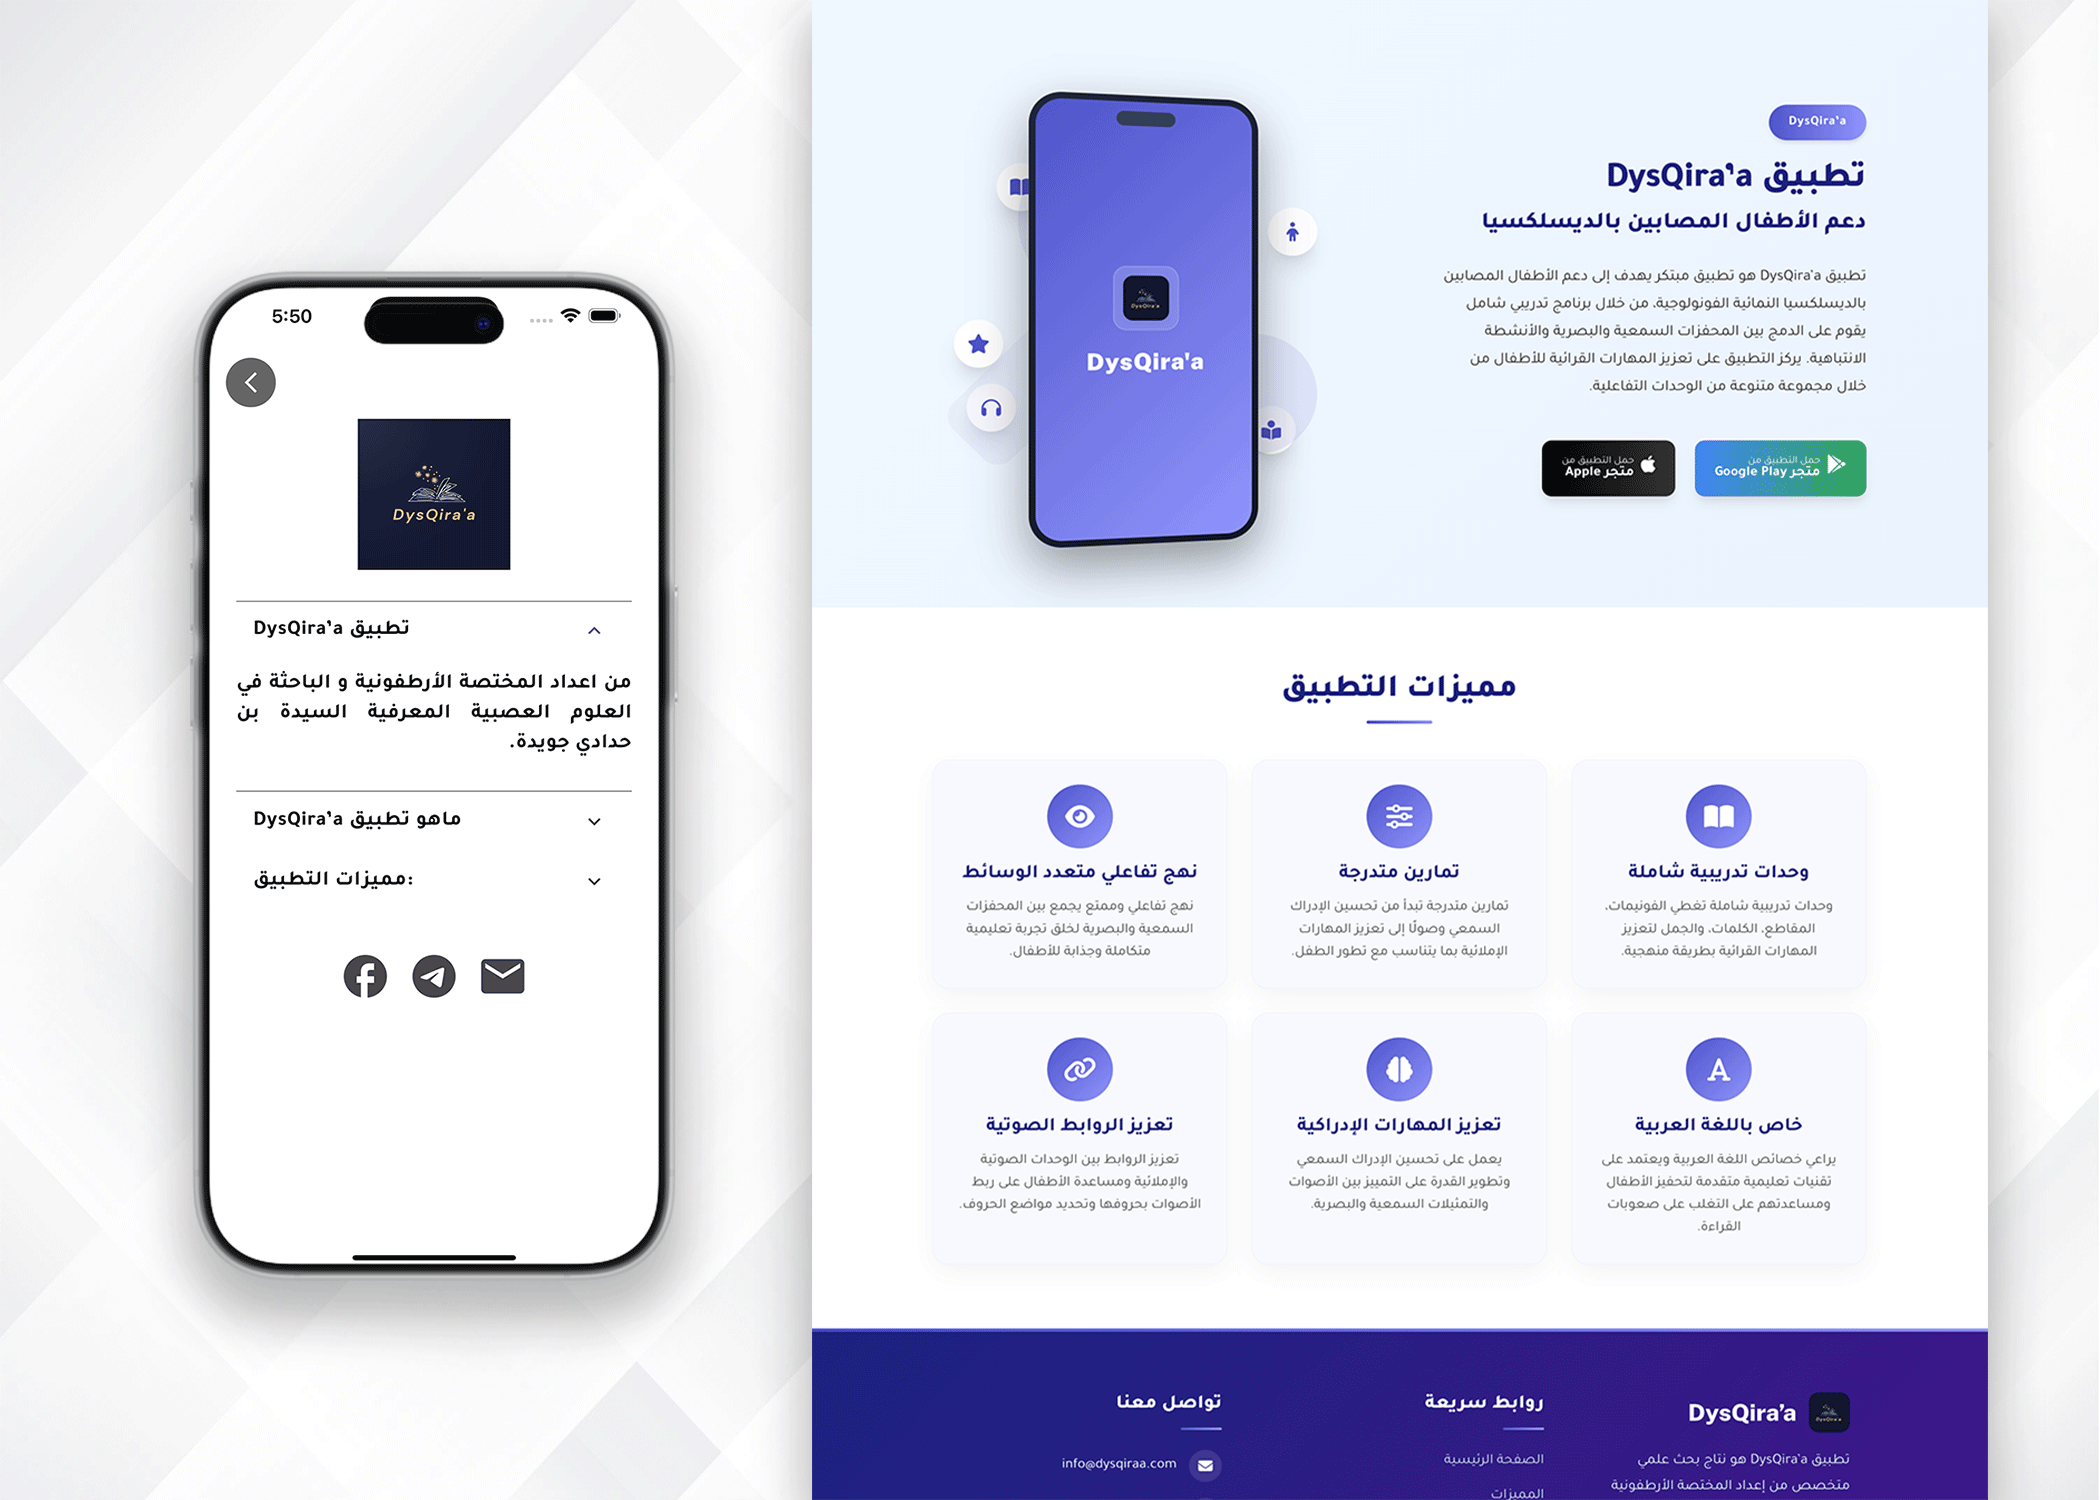 5:50
DysQira'a
تطبيق DysQira’a
من اعداد المختصة الأرطفونية و الباحثة في
العلوم العصبية المعرفية السيدة بن
حدادي جويدة.
ماهو تطبيق DysQira’a
مميزات التطبيق:
DysQira’a
تطبيق DysQira’a
دعم الأطفال المصابين بالديسلكسيا
تطبيق DysQira'a هو تطبيق مبتكر يهدف إلى دعم الأطفال المصابين
بالديسلكسيا النمائية الفونولوجية، من خلال برنامج تدريبي شامل
يقوم على الدمج بين المحفزات السمعية والبصرية والأنشطة
الانتباهية. يركز التطبيق على تعزيز المهارات القرائية للأطفال من
خلال مجموعة متنوعة من الوحدات التفاعلية.
حمل التطبيق من
متجر Google Play
حمل التطبيق من
متجر Apple
DysQira'a
DysQira'a
مميزات التطبيق
وحدات تدريبية شاملة
وحدات تدريبية شاملة تغطي الفونيمات،
المقاطع، الكلمات، والجمل لتعزيز
المهارات القرائية بطريقة منهجية.
تمارين متدرجة
تمارين متدرجة تبدأ من تحسين الإدراك
السمعي وصولًا إلى تعزيز المهارات
الإملائية بما يتناسب مع تطور الطفل.
نهج تفاعلي متعدد الوسائط
نهج تفاعلي وممتع يجمع بين المحفزات
السمعية والبصرية لخلق تجربة تعليمية
متكاملة وجذابة للأطفال.
خاص باللغة العربية
يراعي خصائص اللغة العربية ويعتمد على
تقنيات تعليمية متقدمة لتحفيز الأطفال
ومساعدتهم على التغلب على صعوبات
القراءة.
تعزيز المهارات الإدراكية
يعمل على تحسين الإدراك السمعي
وتطوير القدرة على التمييز بين الأصوات
والتمثيلات السمعية والبصرية.
تعزيز الروابط الصوتية
تعزيز الروابط بين الوحدات الصوتية
والإملائية ومساعدة الأطفال على ربط
الأصوات بحروفها وتحديد مواضع الحروف.
DysQira'a
DysQira’a
تطبيق DysQira'a هو نتاج بحث علمي
متخصص من إعداد المختصة الأرطفونية
روابط سريعة
الصفحة الرئيسية
المميزات
تواصل معنا
info@dysqiraa.com